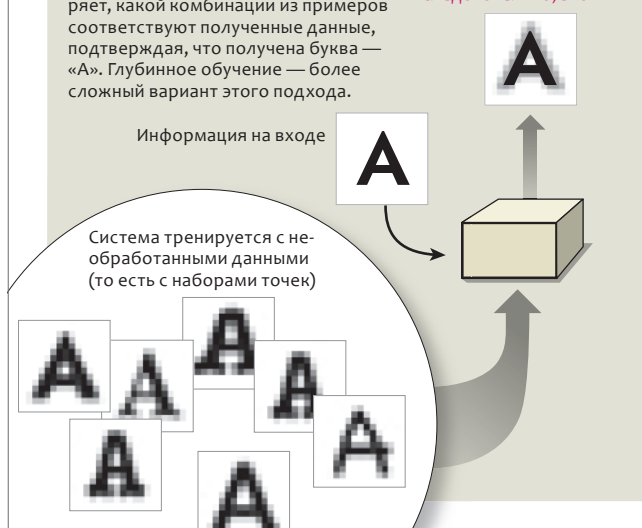 ряет, какой комбинации из примеров
соответствуют полученные данные,
подтверждая, что получена буква —
«А». Глубинное обучение — более
сложный вариант этого подхода.
А
Информация на входе
А
Система тренируется с не-
обработанными данными
(то есть с наборами точек)
А
А
А
А
А
А
А